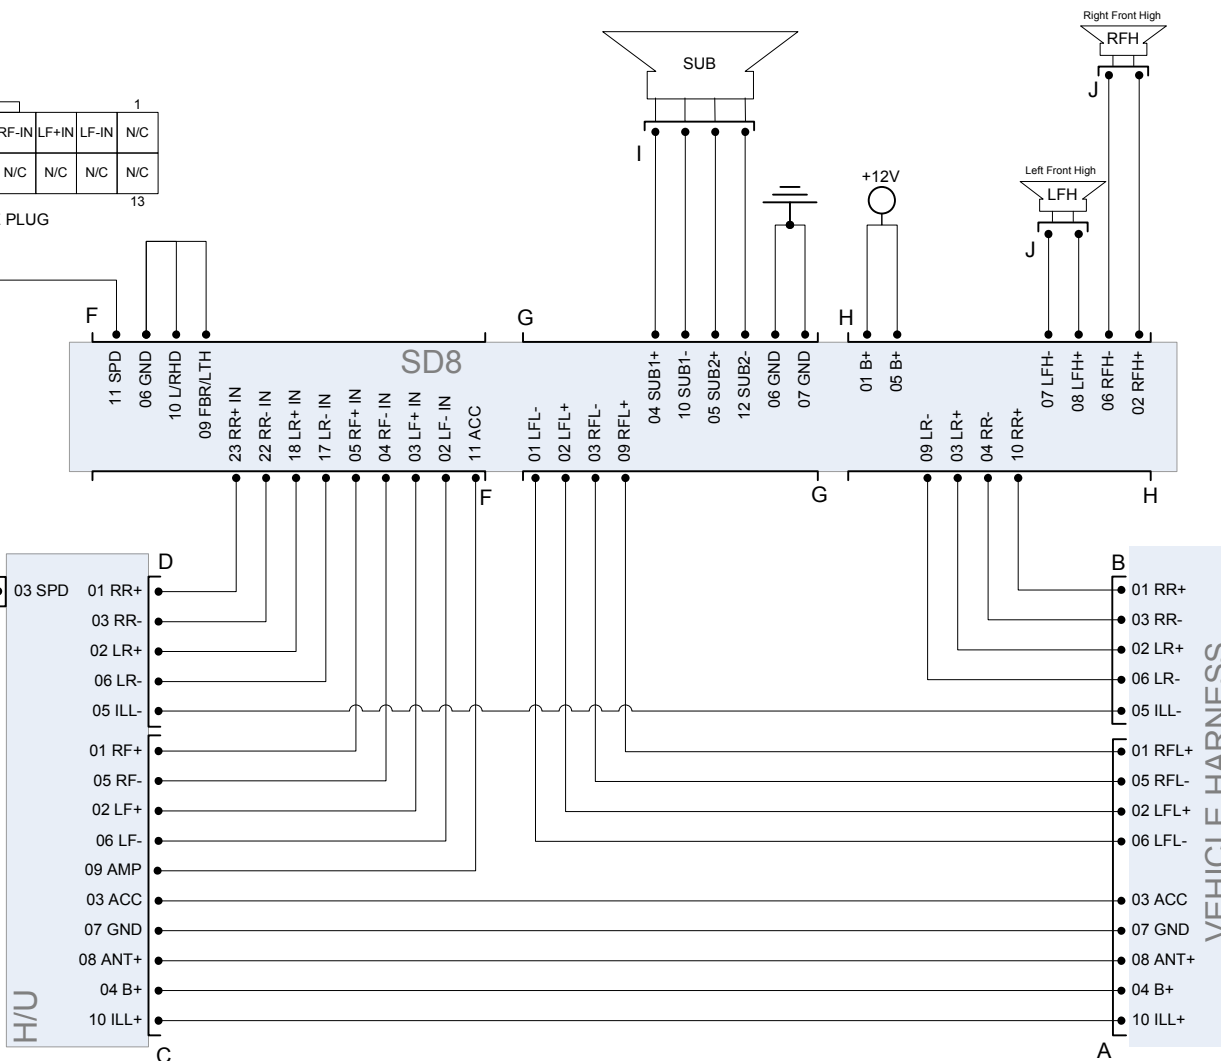 Right Front High
RFH
J
SUB
I
1
RF-IN LF+IN LF-IN N/C
N/C N/C N/C N/C
13
PLUG
+12V
Left Front High
LFH
J
F
G
H
SD8
11 SPD
06 GND
10 L/RHD
09 FBR/LTH
23 RR+ IN
22 RR- IN
18 LR+ IN
17 LR- IN
05 RF+ IN
04 RF- IN
03 LF+ IN
02 LF- IN
11 ACC
01 LFL-
02 LFL+
03 RFL-
09 RFL+
04 SUB1+
10 SUB1-
05 SUB2+
12 SUB2-
06 GND
07 GND
01 B+
05 B+
09 LR-
03 LR+
04 RR-
10 RR+
07 LFH-
08 LFH+
06 RFH-
02 RFH+
F
G
H
D
03 SPD
01 RR+
03 RR-
02 LR+
06 LR-
05 ILL-
01 RF+
05 RF-
02 LF+
06 LF-
09 AMP
03 ACC
07 GND
08 ANT+
04 B+
10 ILL+
H/U
C
B
01 RR+
03 RR-
02 LR+
06 LR-
05 ILL-
01 RFL+
05 RFL-
02 LFL+
06 LFL-
03 ACC
07 GND
08 ANT+
04 B+
10 ILL+
VEHICLE HARNESS
A